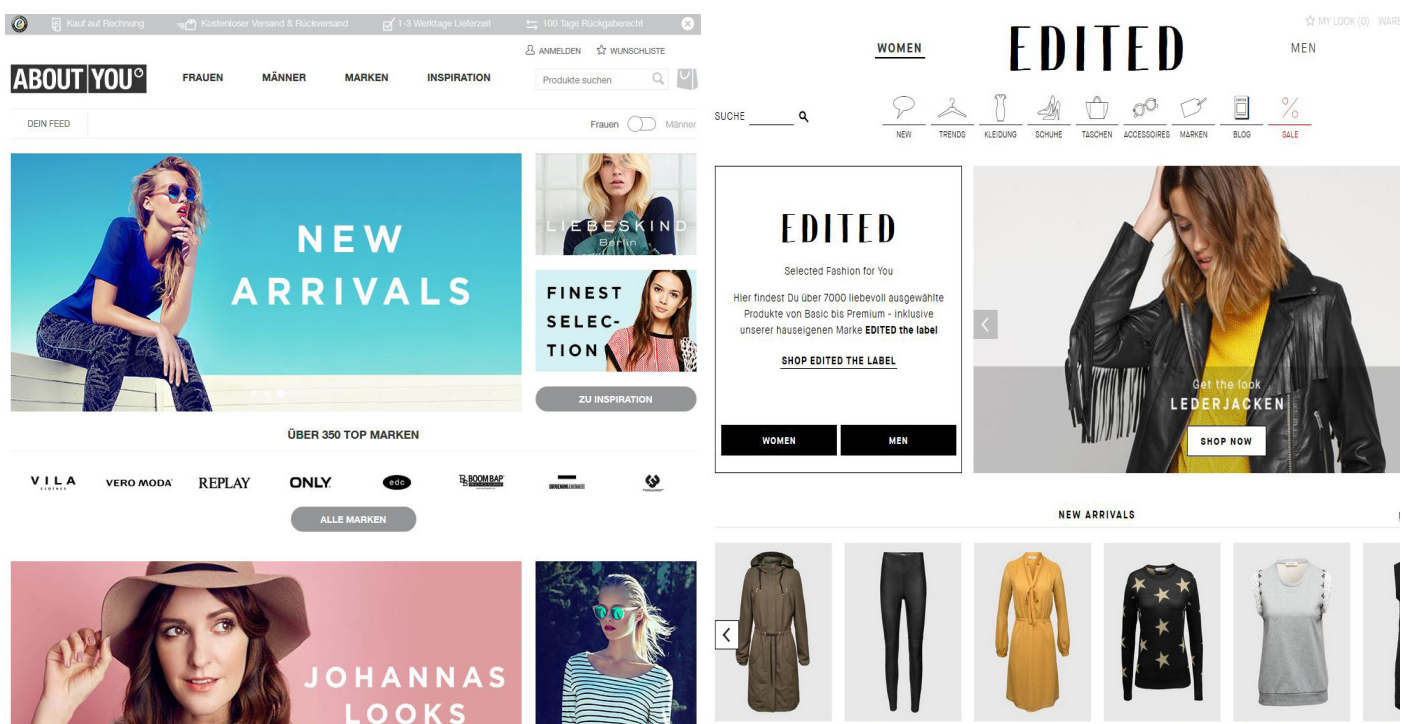 Kauf auf Rechnung
Kostenloser Versand & Rückversand
1-3 Werktage Lieferzeit
100 Tage Rückgaberecht
ANMELDEN
WUNSCHLISTE
ABOUT YOU°
FRAUEN
MÄNNER
MARKEN
INSPIRATION
Produkte suchen
DEIN FEED
Frauen
Männer
NEW
ARRIVALS
LIEBESKIND
Berlin
FINEST
SELEC-
TION
ZU INSPIRATION
ÜBER 350 TOP MARKEN
VILA
CLOTHES
VERO MODA
REPLAY
ONLY
edc
BOOM BAP
ALLE MARKEN
JOHANNAS
LOOKS
MY LOOK (0)
WARE
WOMEN
EDITED
MEN
SUCHE
NEW
TRENDS
KLEIDUNG
SCHUHE
TASCHEN
ACCESSOIRES
MARKEN
BLOG
SALE
EDITED
Selected Fashion for You
Hier findest Du über 7000 liebevoll ausgewählte
Produkte von Basic bis Premium - inklusive
unserer hauseigenen Marke EDITED the label
SHOP EDITED THE LABEL
WOMEN
MEN
Get the look
LEDERJACKEN
SHOP NOW
NEW ARRIVALS